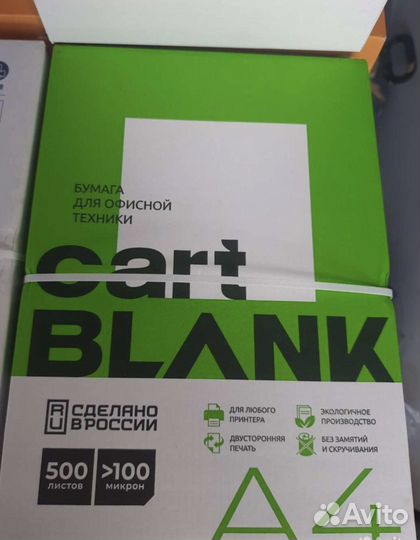 БУМАГА
ДЛЯ ОФИСНОЙ
ТЕХНИКИ
cart
BLANK
RU
СДЕЛАНО
В РОССИИ
ДЛЯ ЛЮБОГО
ПРИНТЕРА
ЭКОЛОГИЧНОЕ
ПРОИЗВОДСТВО
ДВУСТОРОННЯЯ
ПЕЧАТЬ
БЕЗ ЗАМЯТИЙ
И СКРУЧИВАНИЯ
500
ЛИСТОВ
>100
МИКРОН
A4
Avito